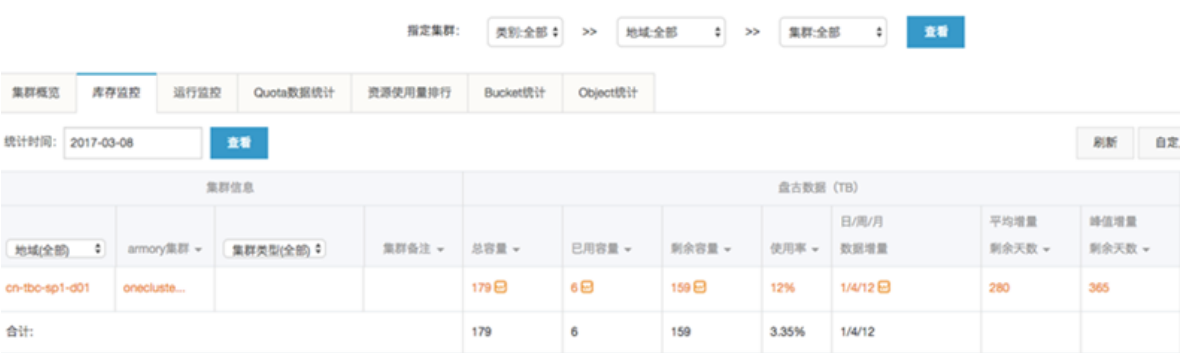 指定集群: 类别:全部 >> 地域:全部 >> 集群:全部 查看
集群概览 库存监控 运行监控 Quota数据统计 资源使用量排行 Bucket统计 Object统计
统计时间: 2017-03-08 查看 刷新 自定
集群信息 盘古数据 (TB)
地域(全部) armory集群 集群类型(全部) 集群备注 总容量 已用容量 剩余容量 使用率 日/周/月 数据增量 平均增量 剩余天数 峰值增量 剩余天数
cn-tbc-sp1-d01 onecluste... 179 6 159 12% 1/4/12 280 365
合计: 179 6 159 3.35% 1/4/12